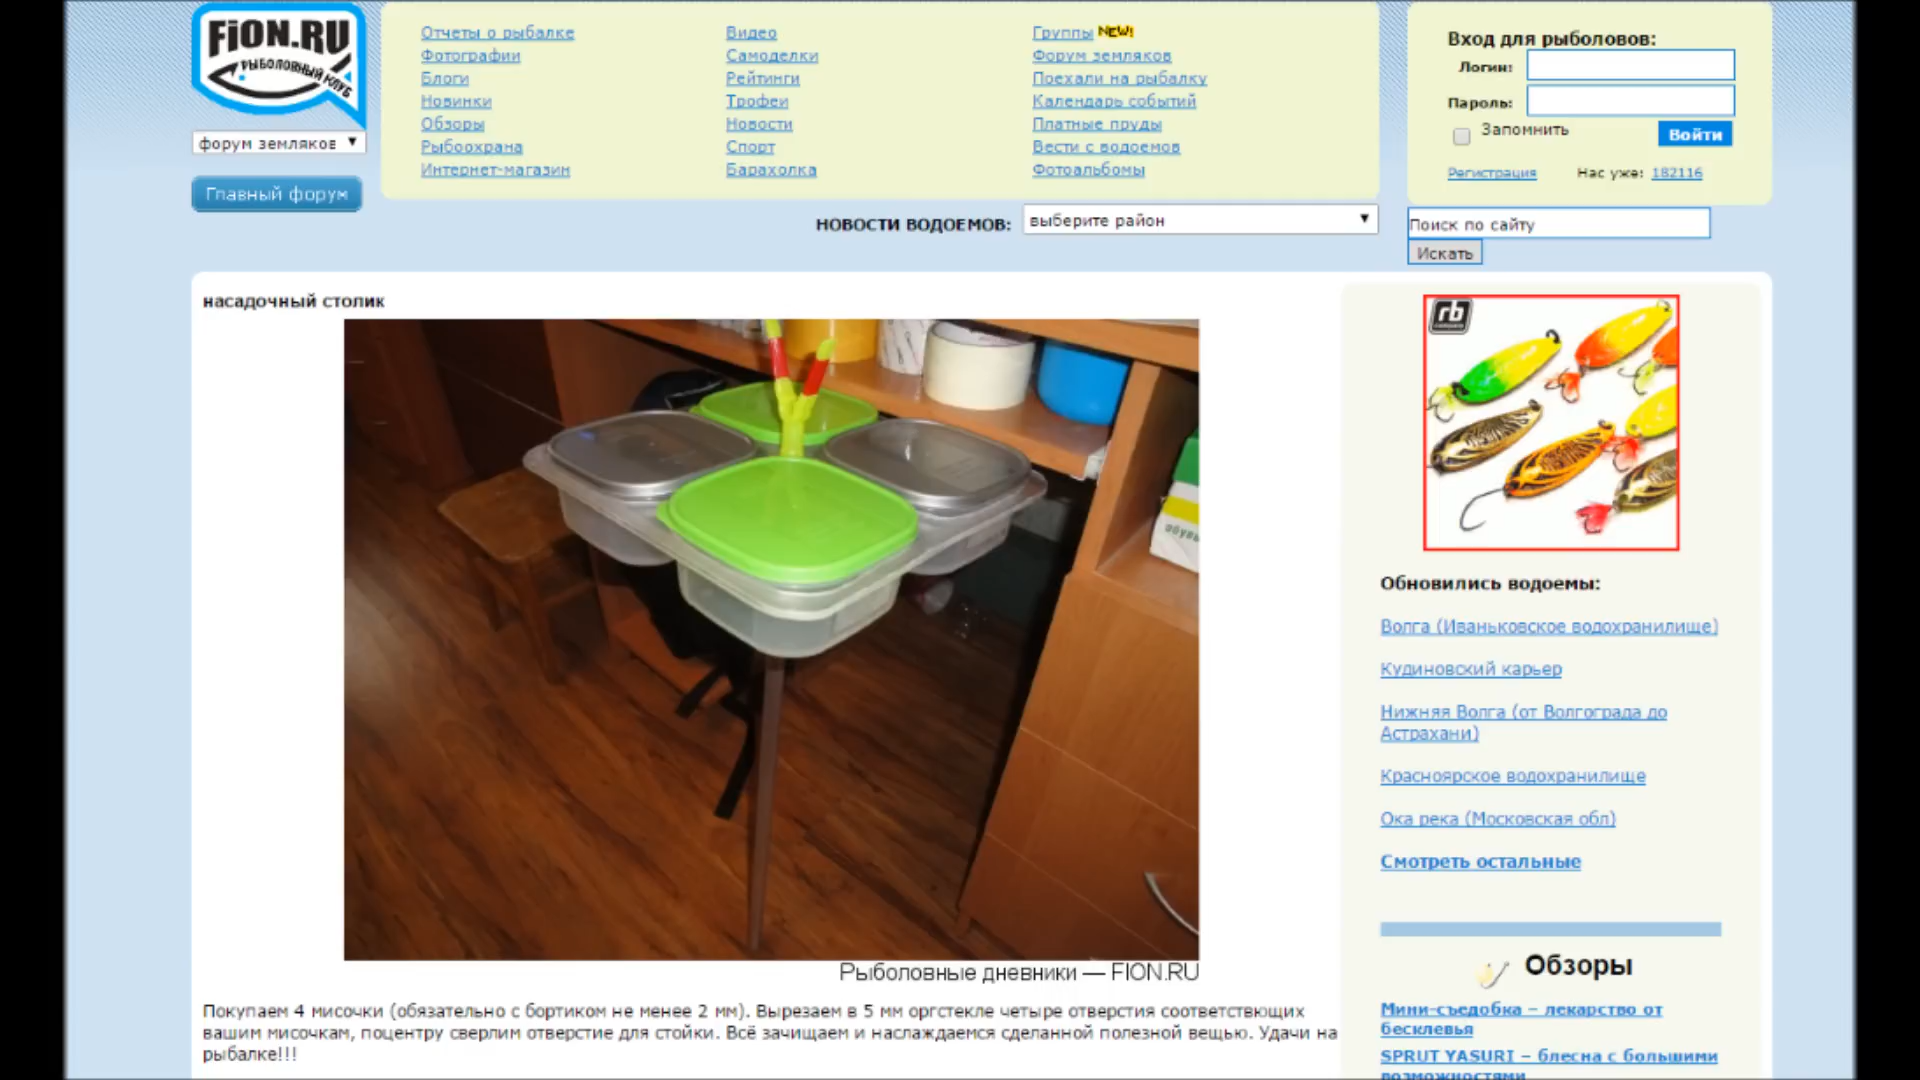 FiON.RU
РЫБОЛОВНЫЙ КЛУБ
форум земляков
Главный форум
Отчеты о рыбалке
Фотографии
Блоги
Новинки
Обзоры
Рыбоохрана
Интернет-магазин
Видео
Самоделки
Рейтинги
Трофеи
Новости
Спорт
Барахолка
Группы NEW!
Форум земляков
Поехали на рыбалку
Календарь событий
Платные пруды
Вести с водоемов
Фотоальбомы
Вход для рыболовов:
Логин:
Пароль:
Запомнить
Войти
Регистрация Нас уже: 182116
НОВОСТИ ВОДОЕМОВ: выберите район
Поиск по сайту
Искать
насадочный столик
обувь
Рыболовные дневники — FION.RU
Покупаем 4 мисочки (обязательно с бортиком не менее 2 мм). Вырезаем в 5 мм оргстекле четыре отверстия соответствующих
вашим мисочкам, поцентру сверлим отверстие для стойки. Всё зачищаем и наслаждаемся сделанной полезной вещью. Удачи на
рыбалке!!!
rb
Обновились водоемы:
Волга (Иваньковское водохранилище)
Кудиновский карьер
Нижняя Волга (от Волгограда до
Астрахани)
Красноярское водохранилище
Ока река (Московская обл)
Смотреть остальные
Обзоры
Мини-съедобка – лекарство от
бесклевья
SPRUT YASURI – блесна с большими
возможностями